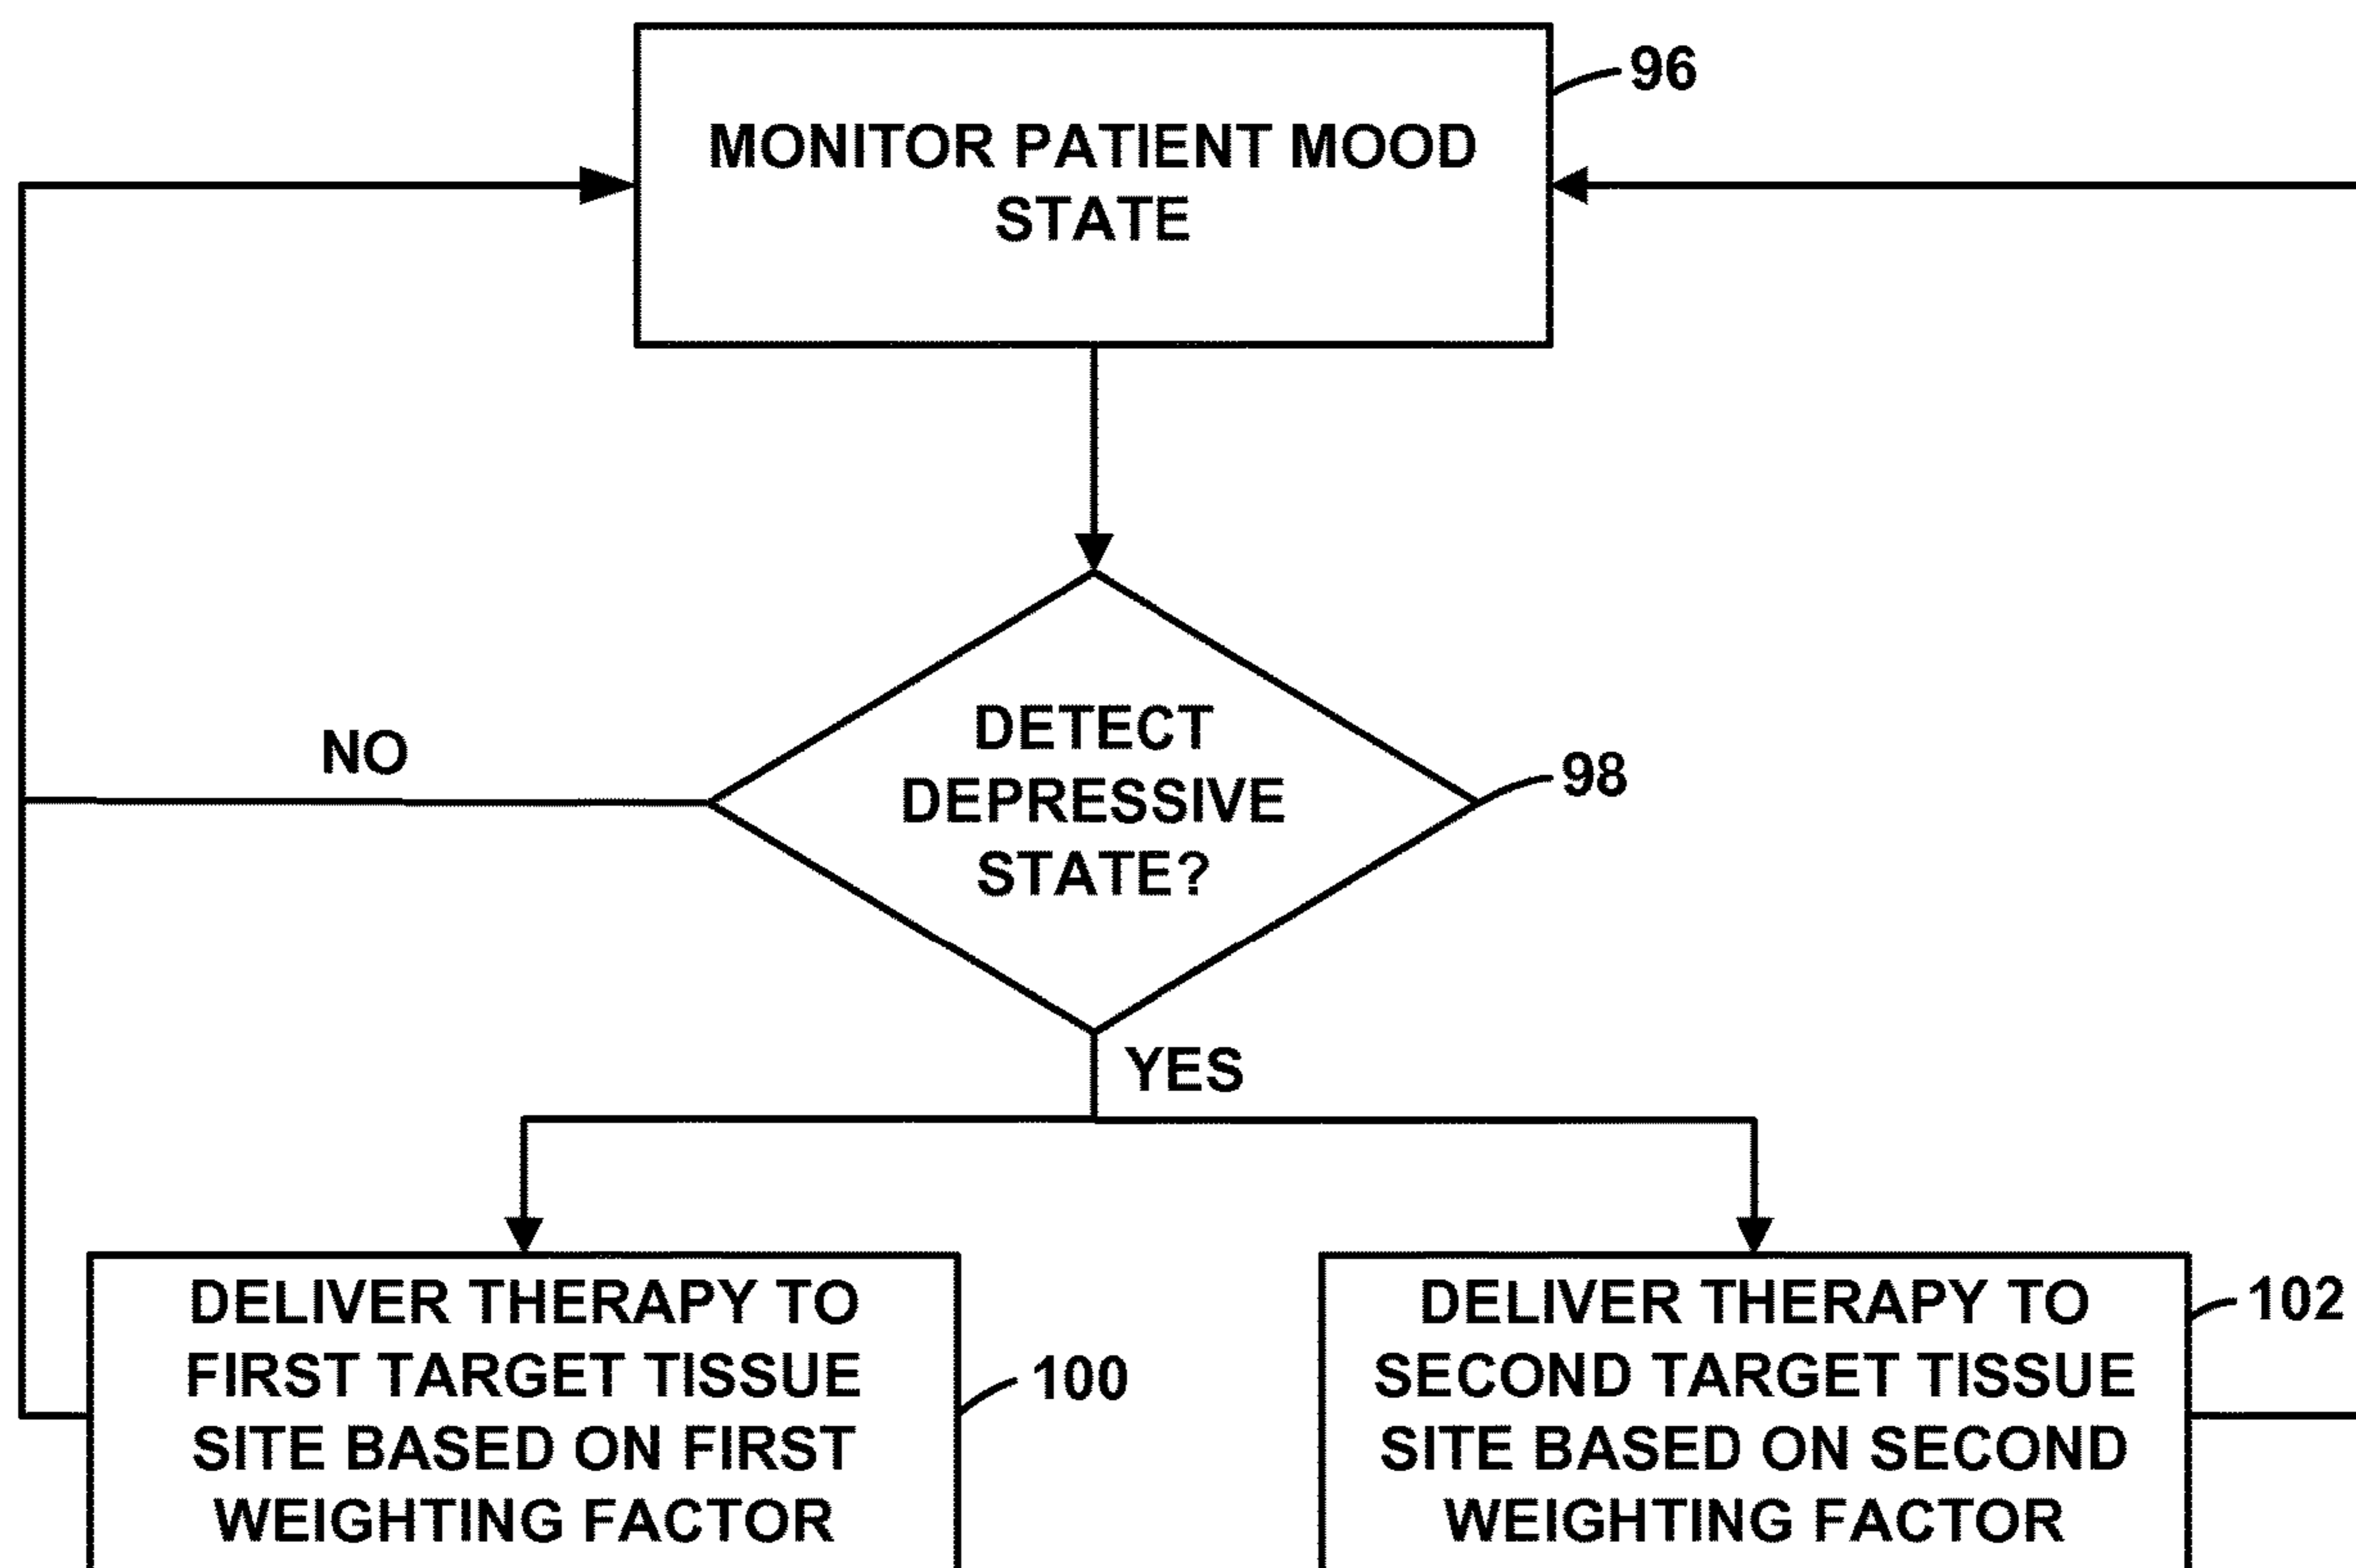 96
MONITOR PATIENT MOOD
STATE
NO
DETECT
DEPRESSIVE
STATE?
98
YES
DELIVER THERAPY TO
FIRST TARGET TISSUE
SITE BASED ON FIRST
WEIGHTING FACTOR
100
DELIVER THERAPY TO
SECOND TARGET TISSUE
SITE BASED ON SECOND
WEIGHTING FACTOR
102